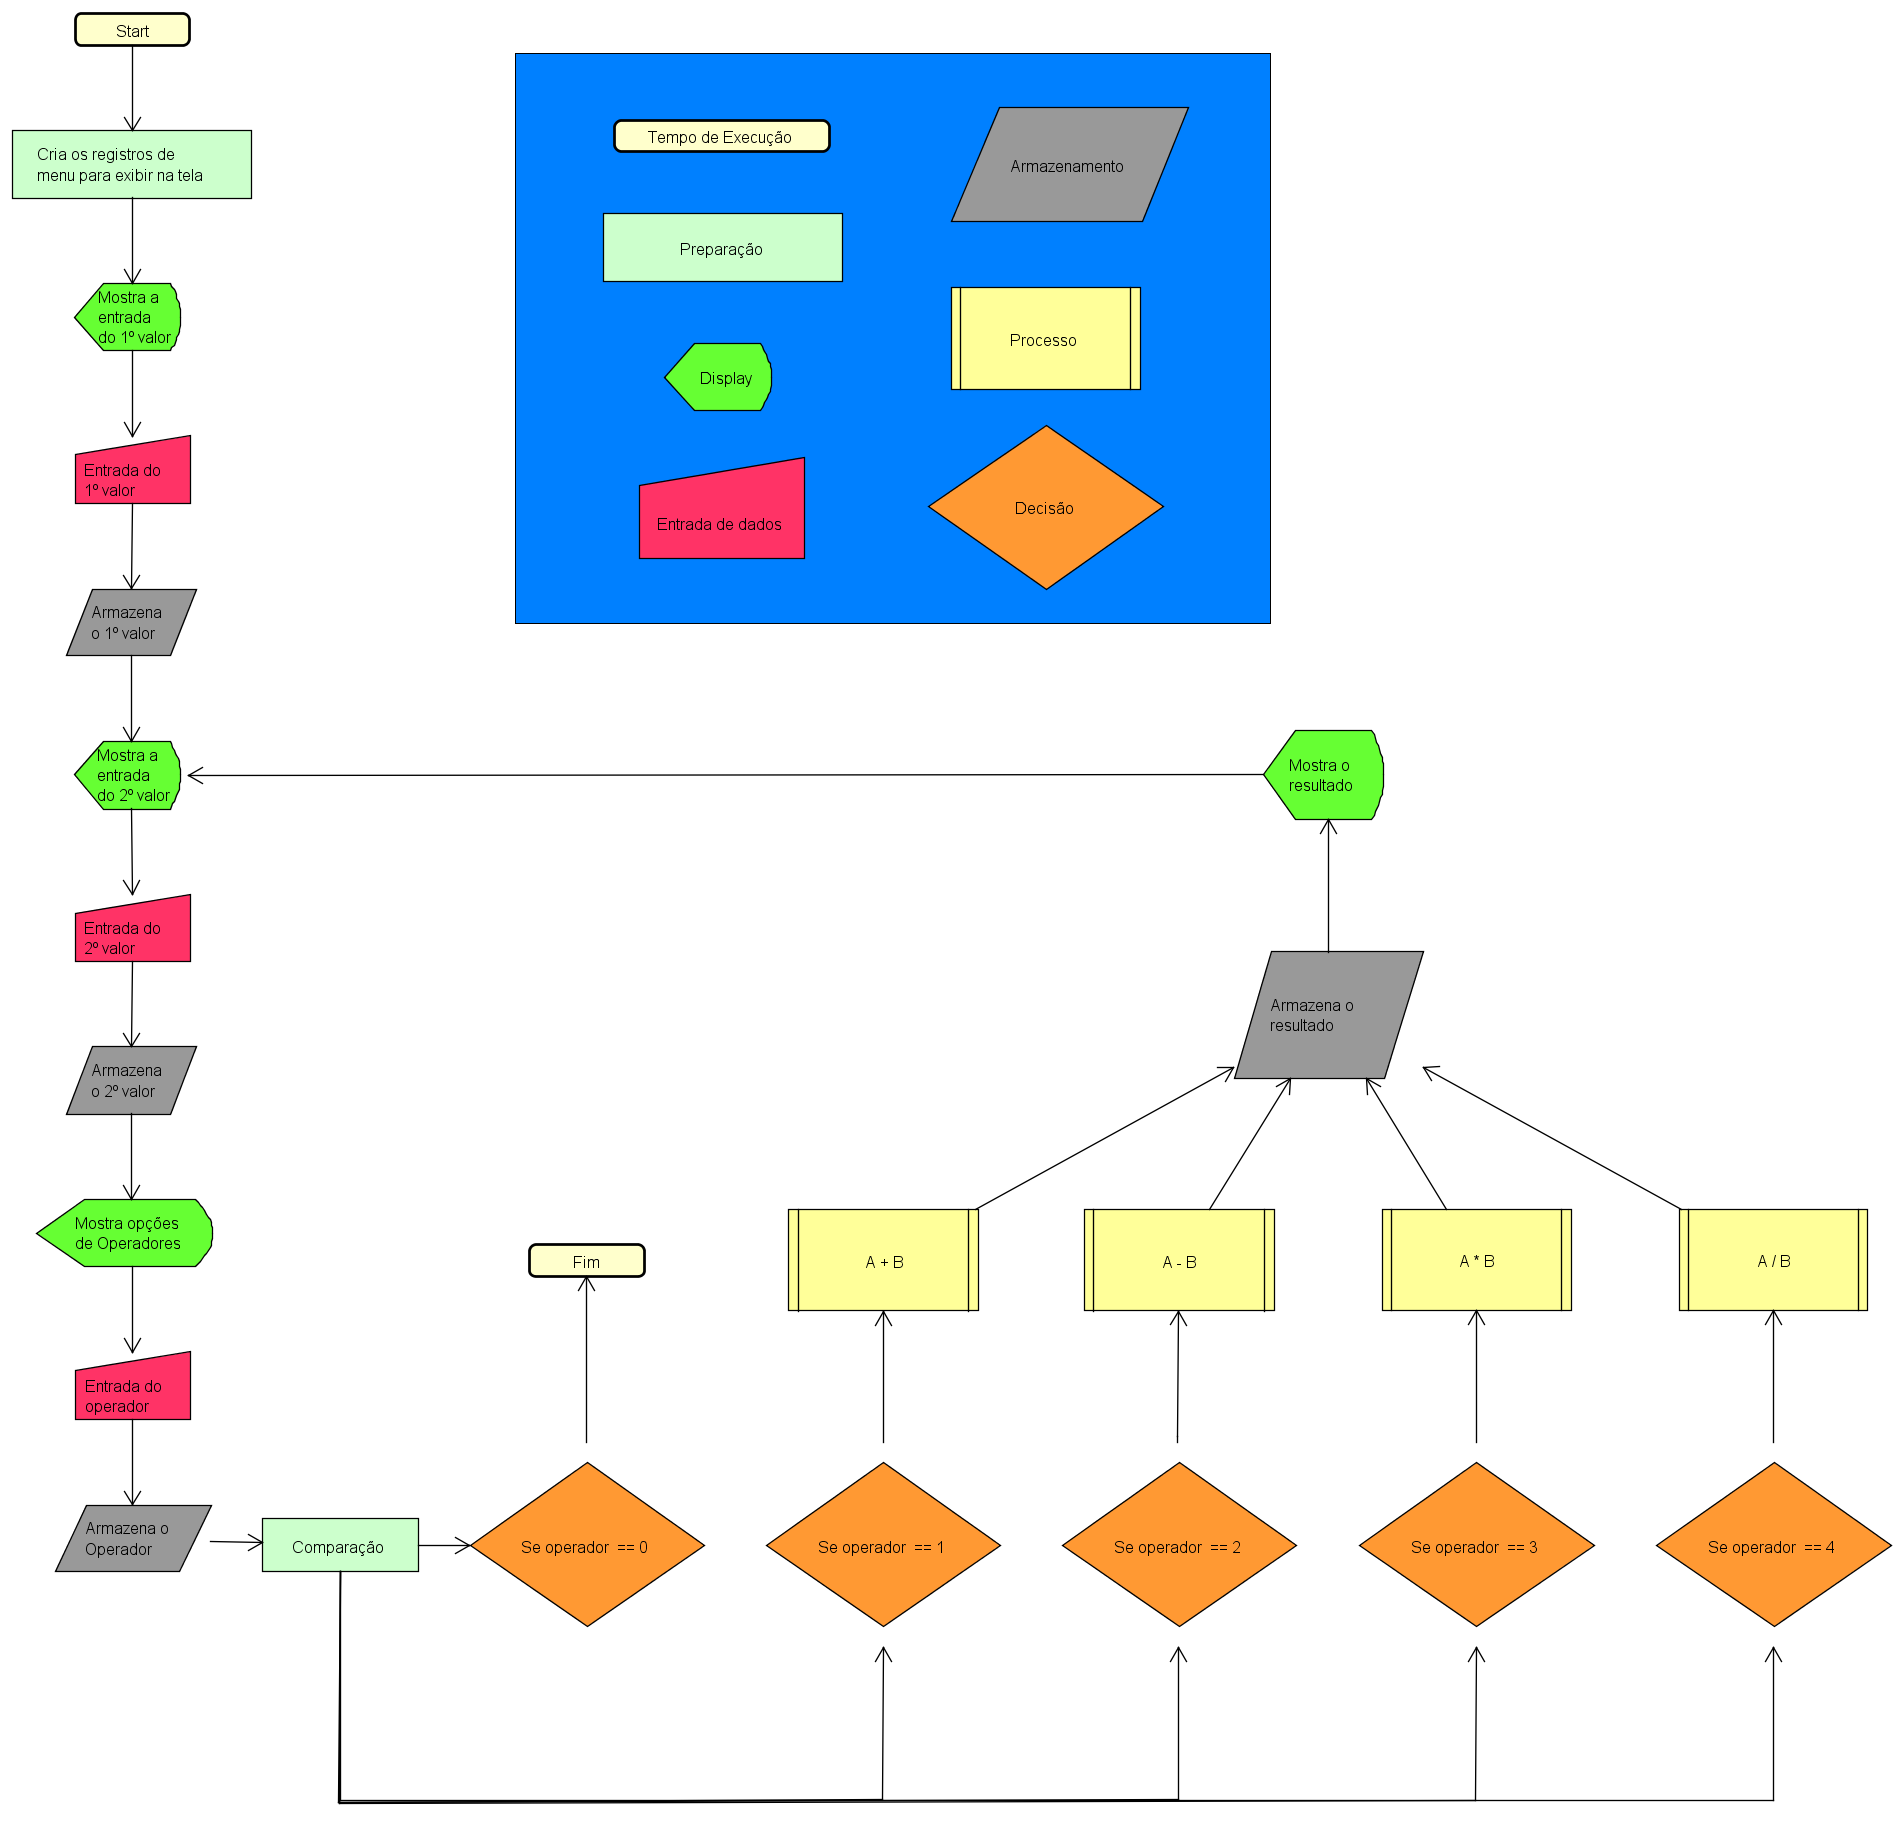 Start
Cria os registros de
menu para exibir na tela
Mostra a
entrada
do 1º valor
Entrada do
1º valor
Armazena
o 1º valor
Mostra a
entrada
do 2º valor
Entrada do
2º valor
Armazena
o 2º valor
Mostra opções
de Operadores
Entrada do
operador
Armazena o
Operador
Comparação
Tempo de Execução
Preparação
Display
Entrada de dados
Armazenamento
Processo
Decisão
Mostra o
resultado
Armazena o
resultado
Fim
A + B
A - B
A * B
A / B
Se operador == 0
Se operador == 1
Se operador == 2
Se operador == 3
Se operador == 4